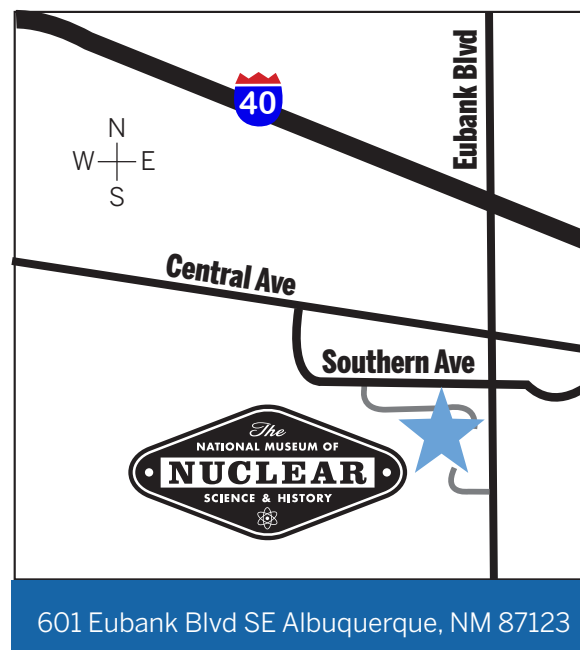 40
Eubank Blvd
N
W E
S
Central Ave
Southern Ave
The
NATIONAL MUSEUM OF
NUCLEAR
SCIENCE & HISTORY
601 Eubank Blvd SE Albuquerque, NM 87123